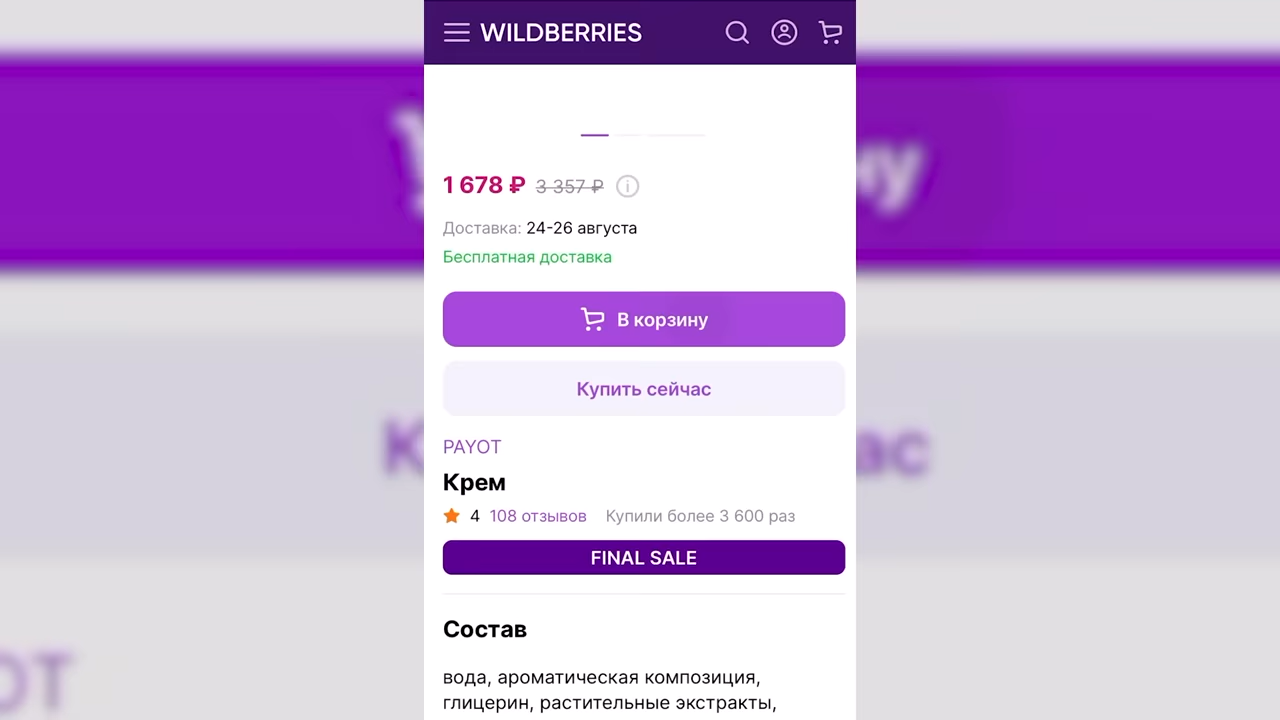 WILDBERRIES
1 678 ₽ 3 357 ₽
Доставка: 24-26 августа
Бесплатная доставка
В корзину
Купить сейчас
PAYOT
Крем
4 108 отзывов Купили более 3 600 раз
FINAL SALE
Состав
вода, ароматическая композиция,
глицерин, растительные экстракты,